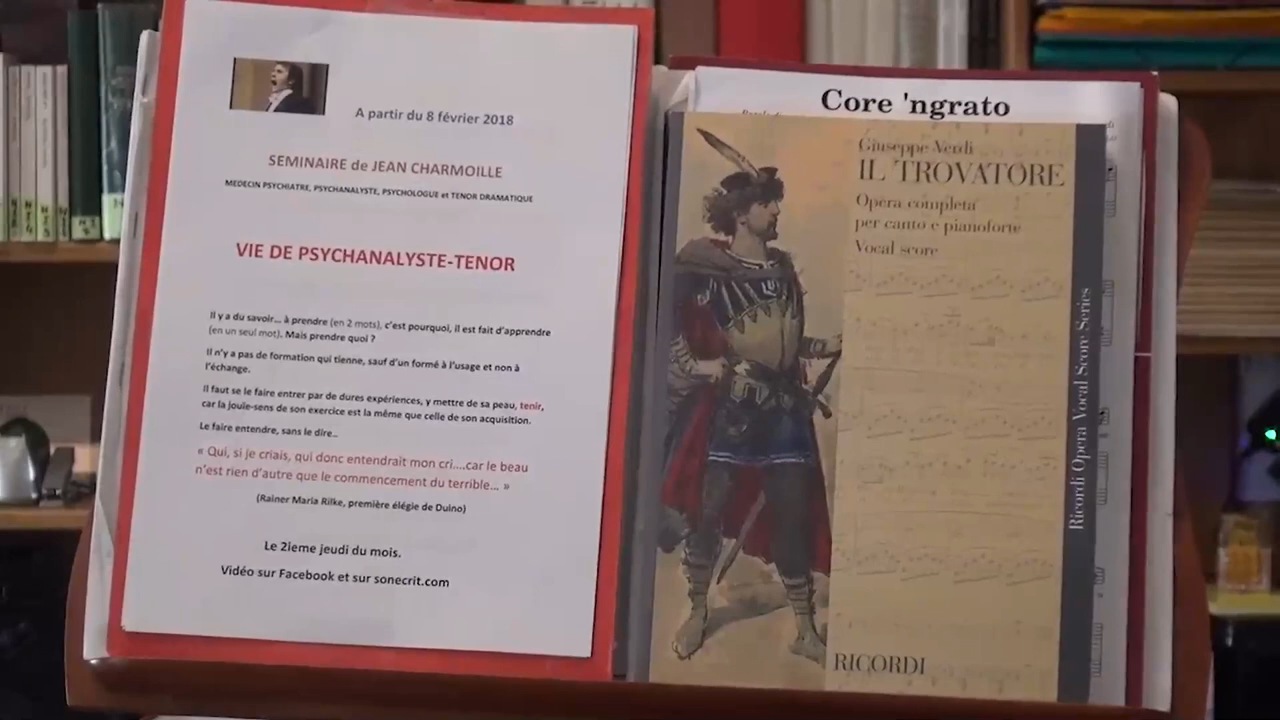 A partir du 8 février 2018
SEMINAIRE de JEAN CHARMOILLE
MEDECIN PSYCHIATRE, PSYCHANALYSTE, PSYCHOLOGUE et TENOR DRAMATIQUE
VIE DE PSYCHANALYSTE-TENOR
Il y a du savoir... à prendre (en 2 mots), c'est pourquoi, il est fait d'apprendre
(en un seul mot). Mais prendre quoi ?
Il n'y a pas de formation qui tienne, sauf d'un formé à l'usage et non à
l'échange.
Il faut se le faire entrer par de dures expériences, y mettre de sa peau, tenir,
car la jouie-sens de son exercice est la même que celle de son acquisition.
Le faire entendre, sans le dire..
« Qui, si je criais, qui donc entendrait mon cri....car le beau
n'est rien d'autre que le commencement du terrible... »
(Rainer Maria Rilke, première élégie de Duino)
Le 2ieme jeudi du mois.
Vidéo sur Facebook et sur sonecrit.com
Core 'ngrato
Giuseppe Verdi
IL TROVATORE
Opera completa
per canto e pianoforte
Vocal score
RICORDI
Ricordi Opera Vocal Score Series